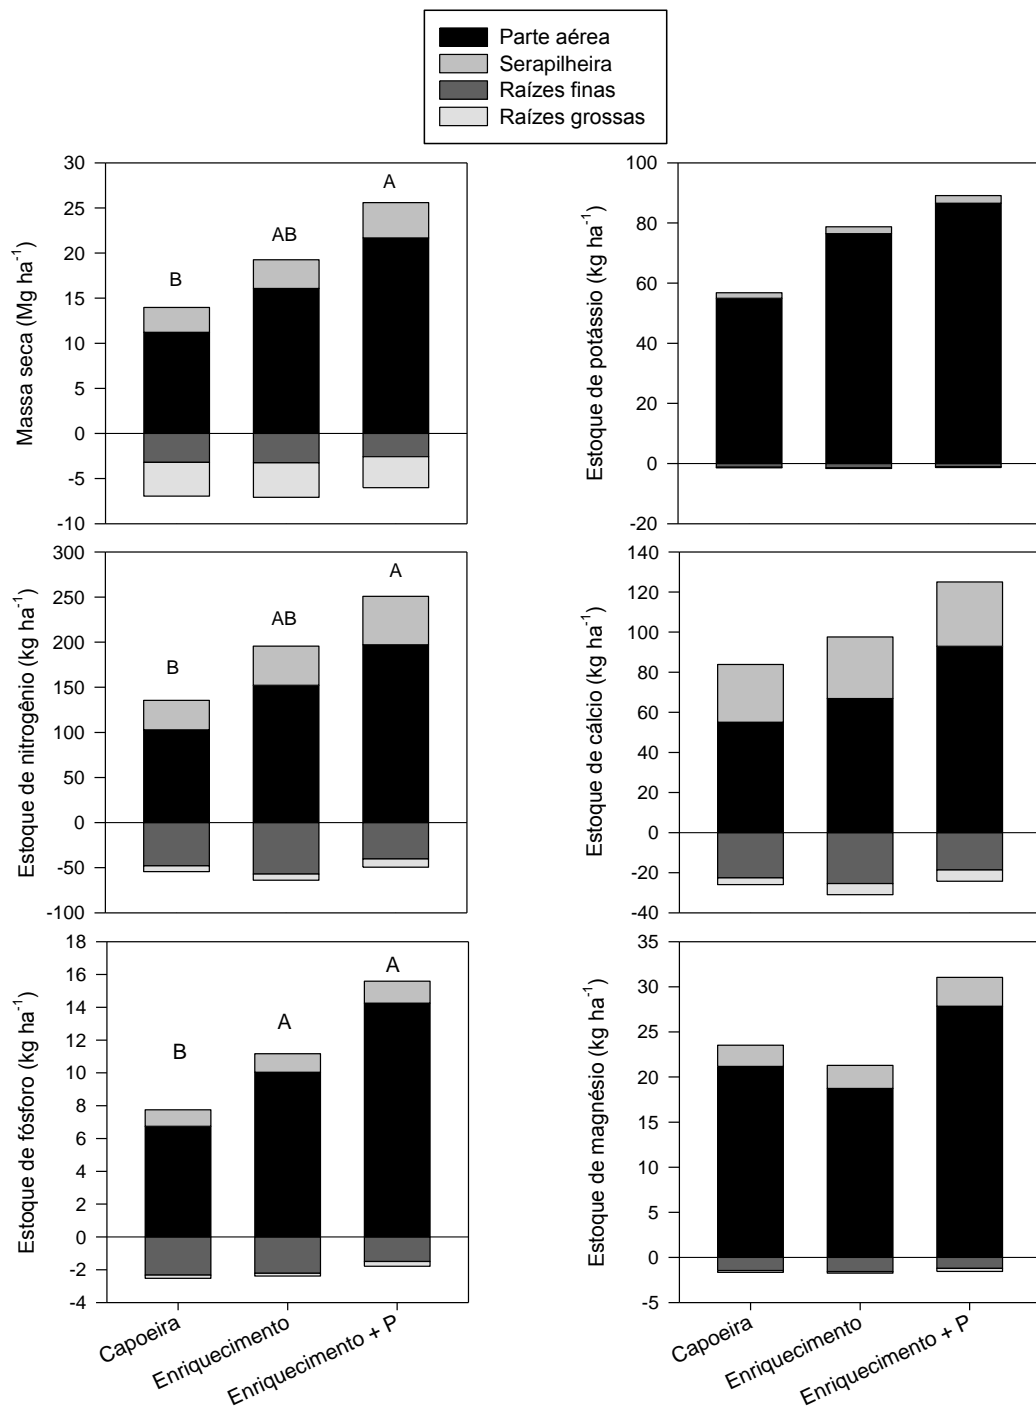 Parte aérea
Serapilheira
Raízes finas
Raízes grossas
Massa seca (Mg ha⁻¹)
30
25
20
15
10
5
0
-5
-10
B
AB
A
Estoque de potássio (kg ha⁻¹)
100
80
60
40
20
0
-20
Estoque de nitrogênio (kg ha⁻¹)
300
250
200
150
100
50
0
-50
-100
B
AB
A
Estoque de cálcio (kg ha⁻¹)
140
120
100
80
60
40
20
0
-20
-40
Estoque de fósforo (kg ha⁻¹)
18
16
14
12
10
8
6
4
2
0
-2
-4
B
A
A
Capoeira
Enriquecimento
Enriquecimento + P
Estoque de magnésio (kg ha⁻¹)
35
30
25
20
15
10
5
0
-5
Capoeira
Enriquecimento
Enriquecimento + P